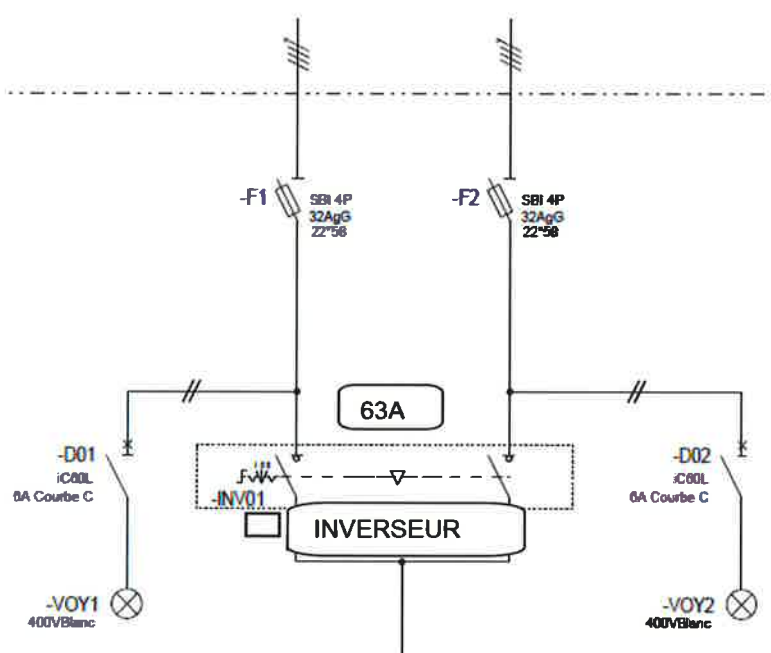 -F1
SBI 4P
32AgG
22*58
-F2
SBI 4P
32AgG
22*58
63A
-D01
iC60L
6A Courbe C
-D02
iC60L
6A Courbe C
-INV01
INVERSEUR
-VOY1
400VBlanc
-VOY2
400VBlanc